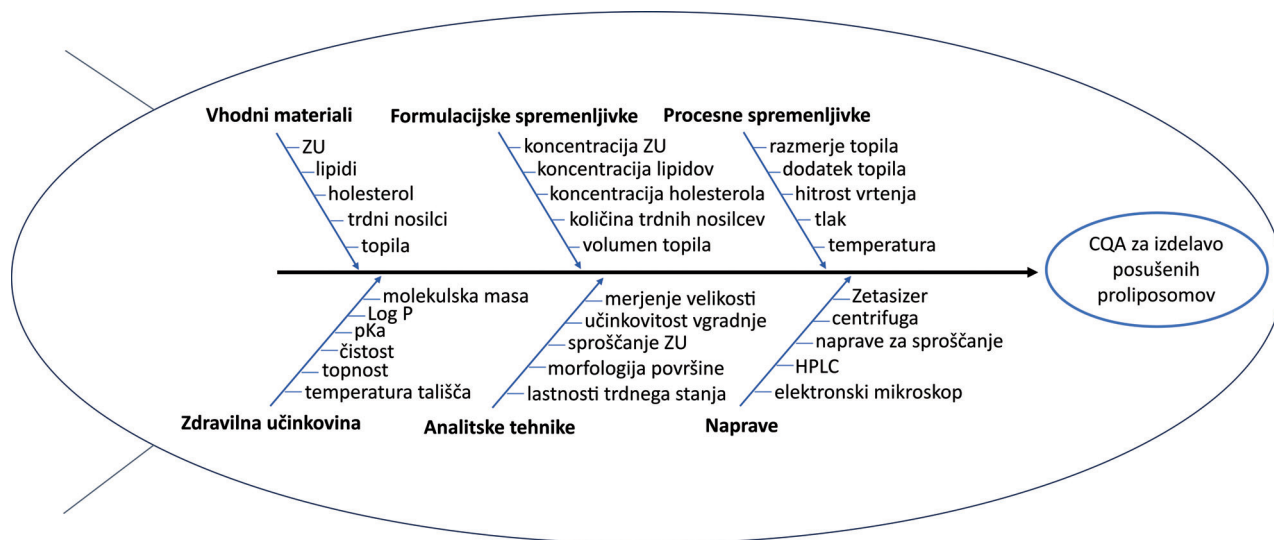 Vhodni materiali
ZU
lipidi
holesterol
trdni nosilci
topila
Formulacijske spremenljivke
koncentracija ZU
koncentracija lipidov
koncentracija holesterola
količina trdnih nosilcev
volumen topila
Procesne spremenljivke
razmerje topila
dodatek topila
hitrost vrtenja
tlak
temperatura
CQA za izdelavo
posušenih
proliposomov
molekulska masa
Log P
pKa
čistost
topnost
temperatura tališča
Zdravilna učinkovina
merjenje velikosti
učinkovitost vgradnje
sproščanje ZU
morfologija površine
lastnosti trdnega stanja
Analitske tehnike
Zetasizer
centrifuga
naprave za sproščanje
HPLC
elektronski mikroskop
Naprave